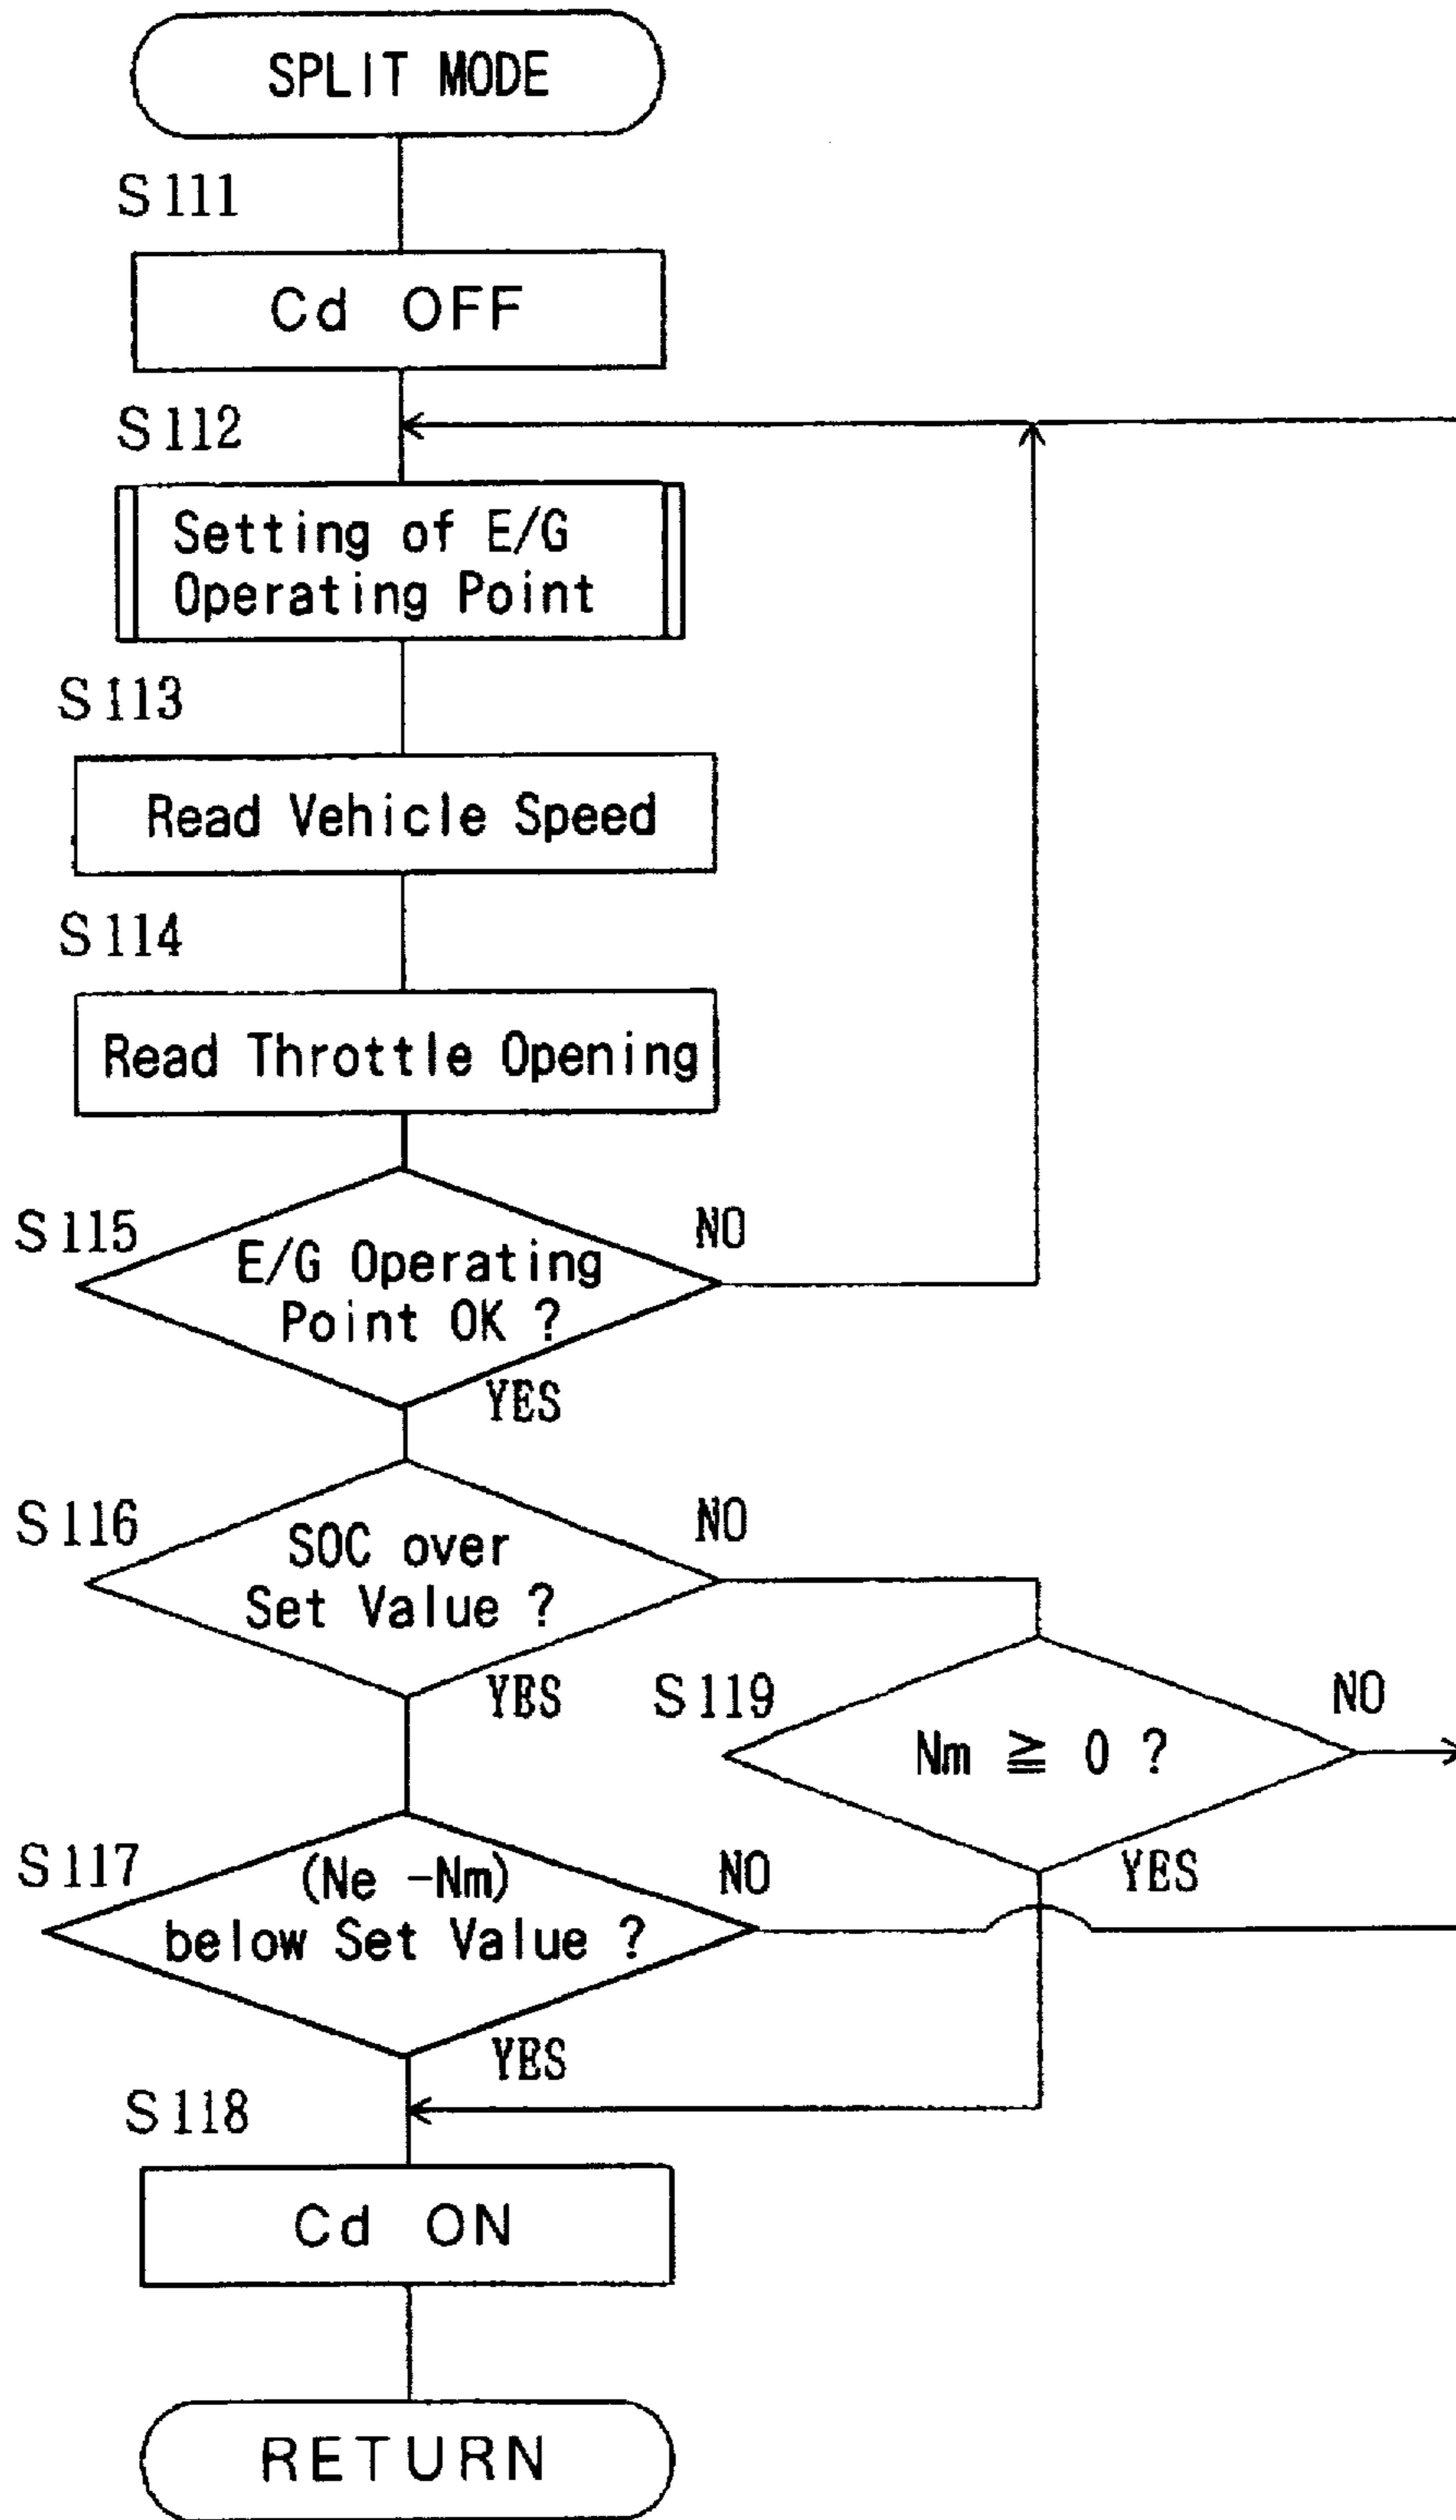 SPLIT MODE
S111
Cd OFF
S112
Setting of E/G
Operating Point
S113
Read Vehicle Speed
S114
Read Throttle Opening
S115
E/G Operating
Point OK ?
NO
YES
S116
SOC over
Set Value ?
NO
YES
S119
Nm ≧ 0 ?
NO
YES
S117
(Ne -Nm)
below Set Value ?
NO
YES
S118
Cd ON
RETURN